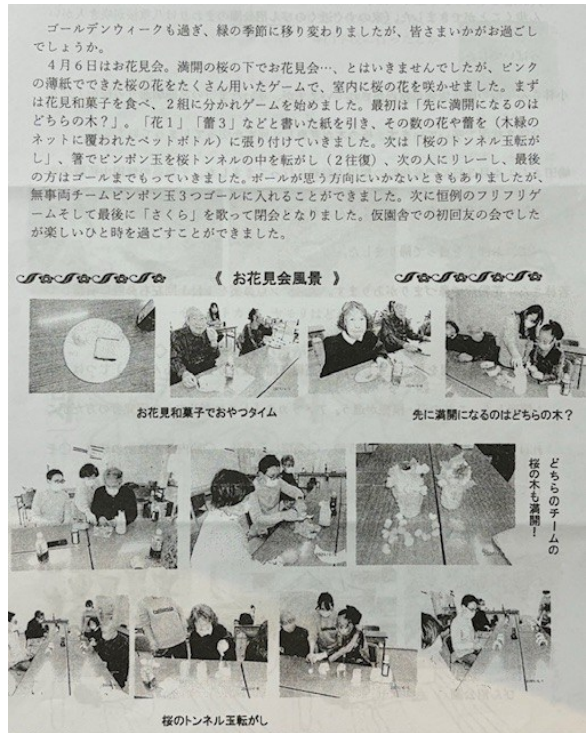 ゴールデンウィークも過ぎ、緑の季節に移り変わりましたが、皆さまいかがお過ごし
でしょうか。
４月６日はお花見会。満開の桜の下でお花見会…、とはいきませんでしたが、ピンク
の薄紙でできた桜の花をたくさん用いたゲームで、室内に桜の花を咲かせました。まず
は花見和菓子を食べ、２組に分かれゲームを始めました。最初は「先に満開になるのは
どちらの木？」。「花１」「蕾３」などと書いた紙を引き、その数の花や蕾を（木緑の
ネットに覆われたペットボトル）に張り付けていきました。次は「桜のトンネル玉転が
し」、箸でピンポン玉を桜トンネルの中を転がし（２往復）、次の人にリレーし、最後
の方はゴールまでもっていきました。ボールが思う方向にいかないときもありましたが、
無事両チームピンポン玉３つゴールに入れることができました。次に恒例のフリフリゲ
ームそして最後に「さくら」を歌って閉会となりました。仮園舎での初回友の会でした
が楽しいひと時を過ごすことができました。
《 お花見会風景 》
お花見和菓子でおやつタイム
先に満開になるのはどちらの木？
どちらのチームの
桜の木も満開！
桜のトンネル玉転がし